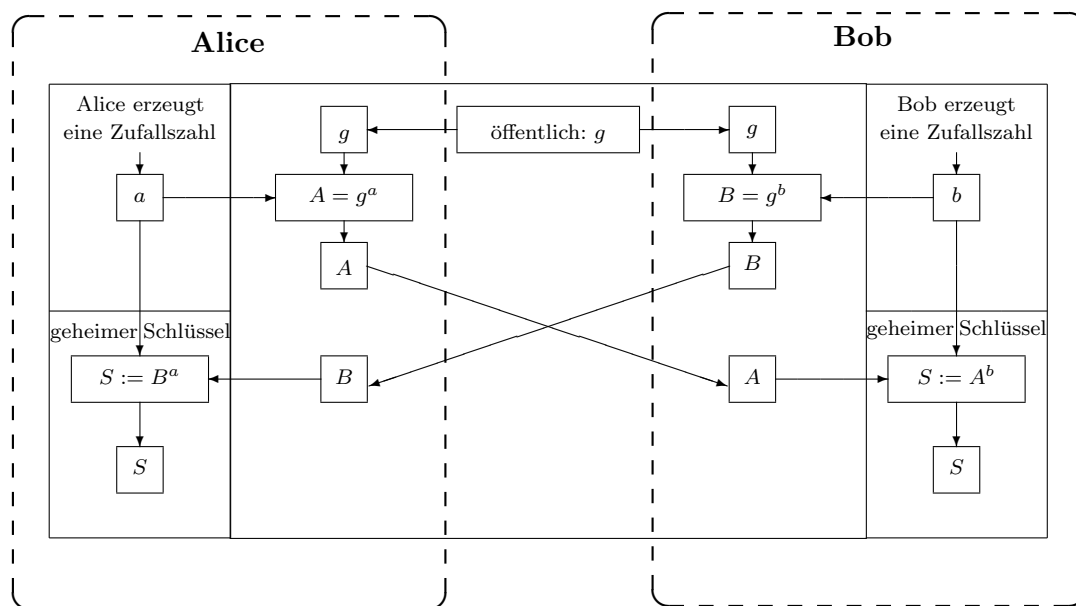 Alice
Bob
Alice erzeugt
eine Zufallszahl
Bob erzeugt
eine Zufallszahl
g
öffentlich: g
g
a
A = g^a
B = g^b
b
A
B
geheimer Schlüssel
geheimer Schlüssel
S := B^a
B
A
S := A^b
S
S